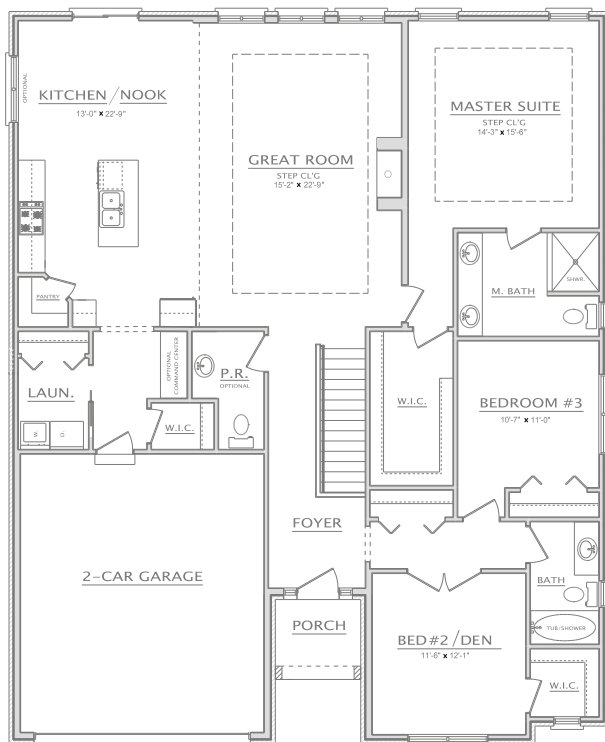 OPTIONAL
KITCHEN/NOOK
13'-0" x 22'-9"
GREAT ROOM
STEP CL'G
15'-2" x 22'-9"
MASTER SUITE
STEP CL'G
14'-3" x 15'-6"
SHWR.
M. BATH
PANTRY
LAUN.
W.
D.
OPTIONAL
COMMAND CENTER
P.R.
OPTIONAL
W.I.C.
W.I.C.
BEDROOM #3
10'-7" x 11'-0"
FOYER
2-CAR GARAGE
PORCH
BATH
TUB/SHOWER
BED #2/DEN
11'-6" x 12'-1"
W.I.C.